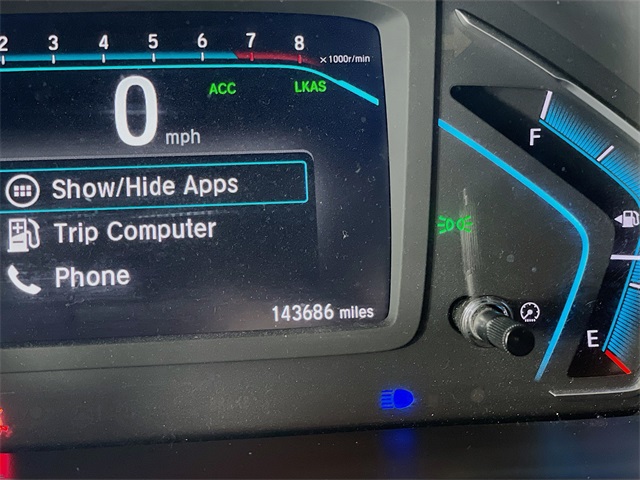 2 3 4 5 6 7 8
×1000r/min
0 mph
ACC
LKAS
Show/Hide Apps
Trip Computer
Phone
143686 miles
F
E